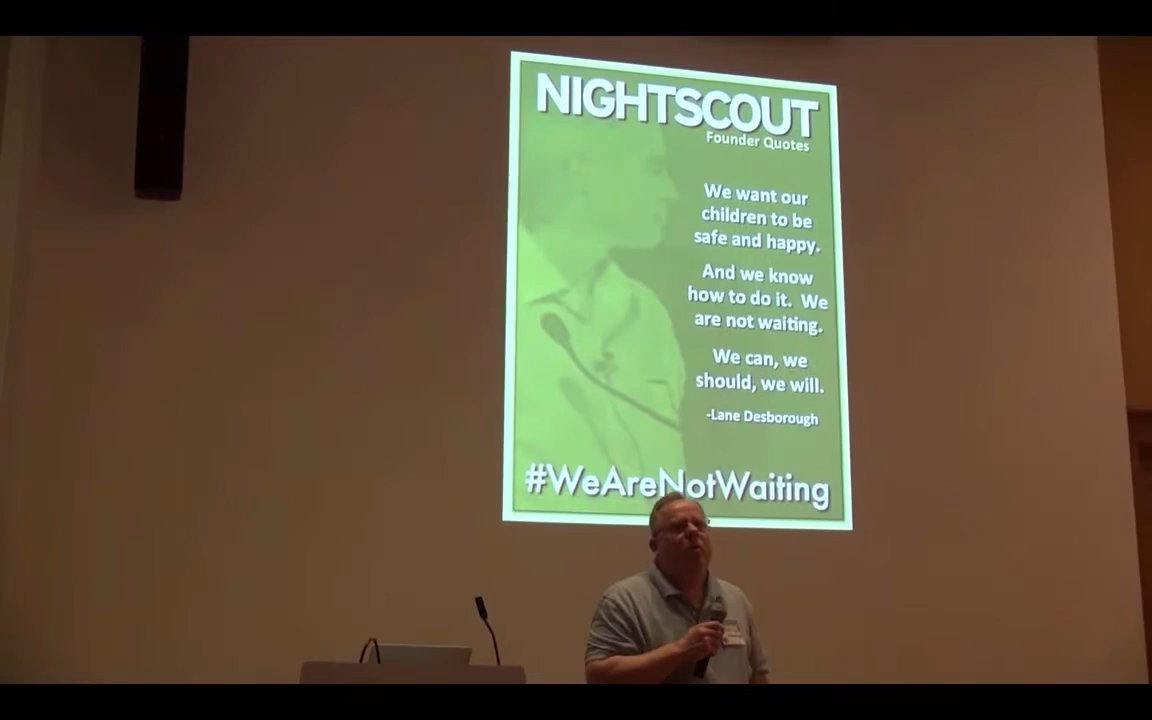 NIGHTSCOUT
Founder Quotes
We want our
children to be
safe and happy.
And we know
how to do it. We
are not waiting.
We can, we
should, we will.
-Lane Desborough
#WeAreNotWaiting